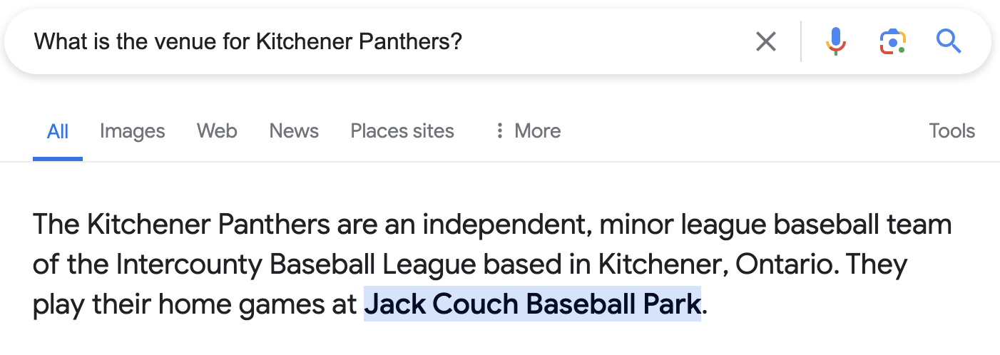 What is the venue for Kitchener Panthers?
All Images Web News Places sites More Tools
The Kitchener Panthers are an independent, minor league baseball team
of the Intercounty Baseball League based in Kitchener, Ontario. They
play their home games at Jack Couch Baseball Park.